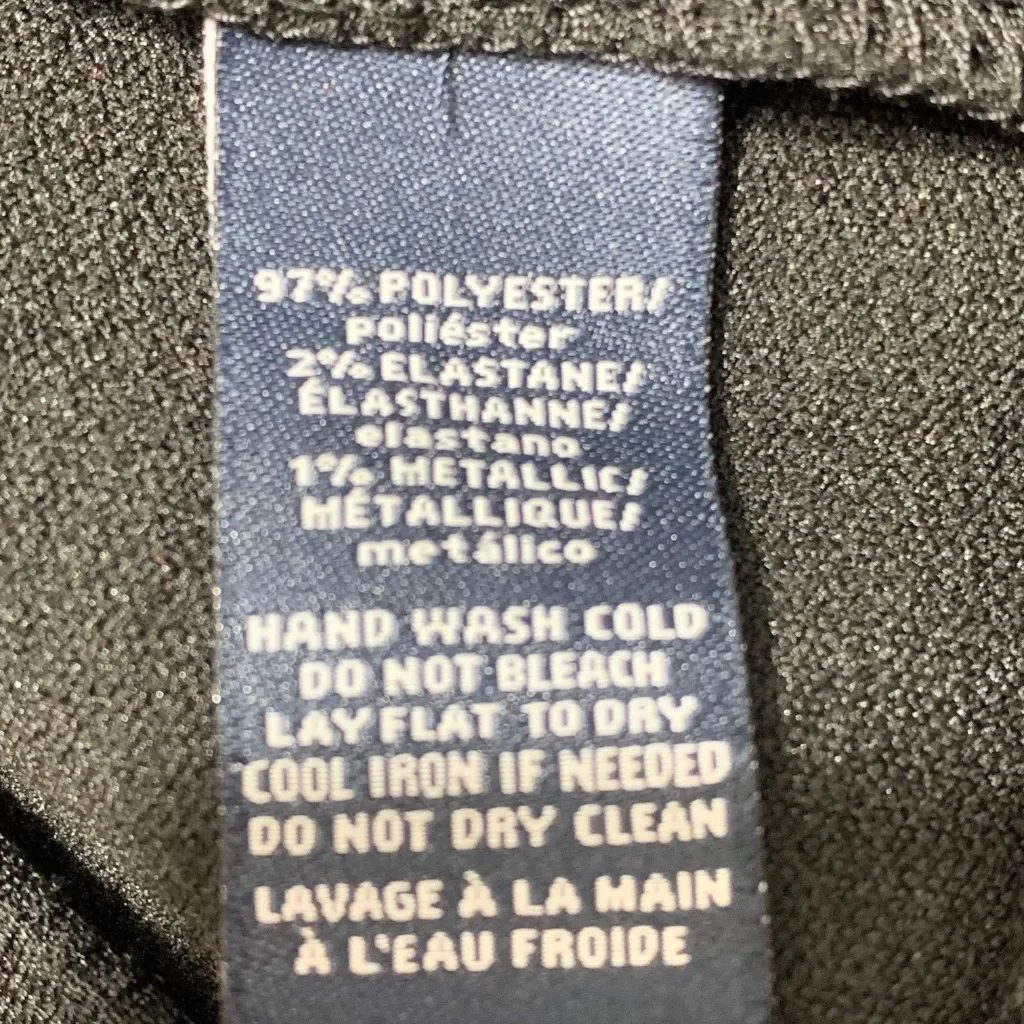 97% POLYESTER/
poliéster
2% ELASTANE/
ÉLASTHANNE/
elastano
1% METALLIC/
MÉTALLIQUE/
metálico
HAND WASH COLD
DO NOT BLEACH
LAY FLAT TO DRY
COOL IRON IF NEEDED
DO NOT DRY CLEAN
LAVAGE À LA MAIN
À L'EAU FROIDE